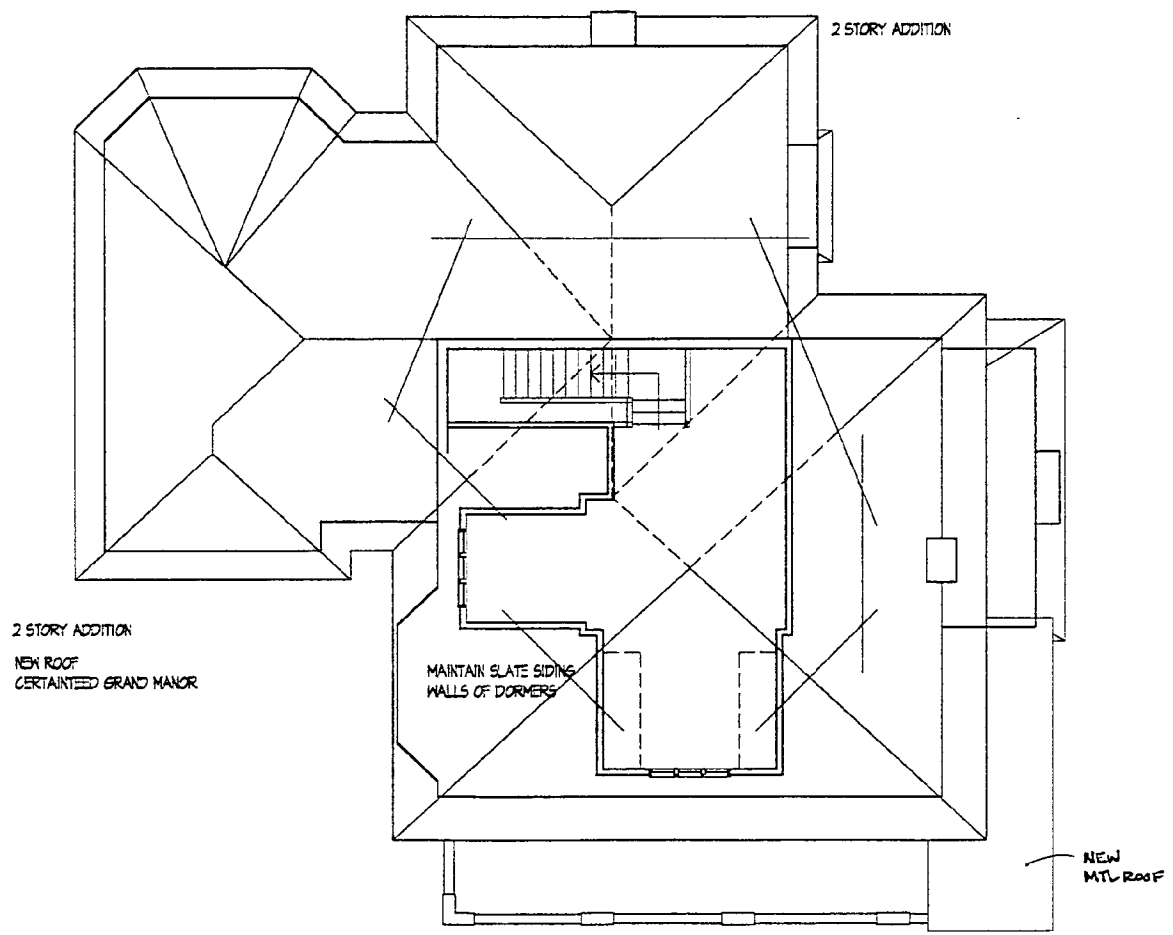 2 STORY ADDITION
2 STORY ADDITION
NEW ROOF
CERTAINTEED GRAND MANOR
MAINTAIN SLATE SIDING
WALLS OF DORMERS
NEW
MTL ROOF